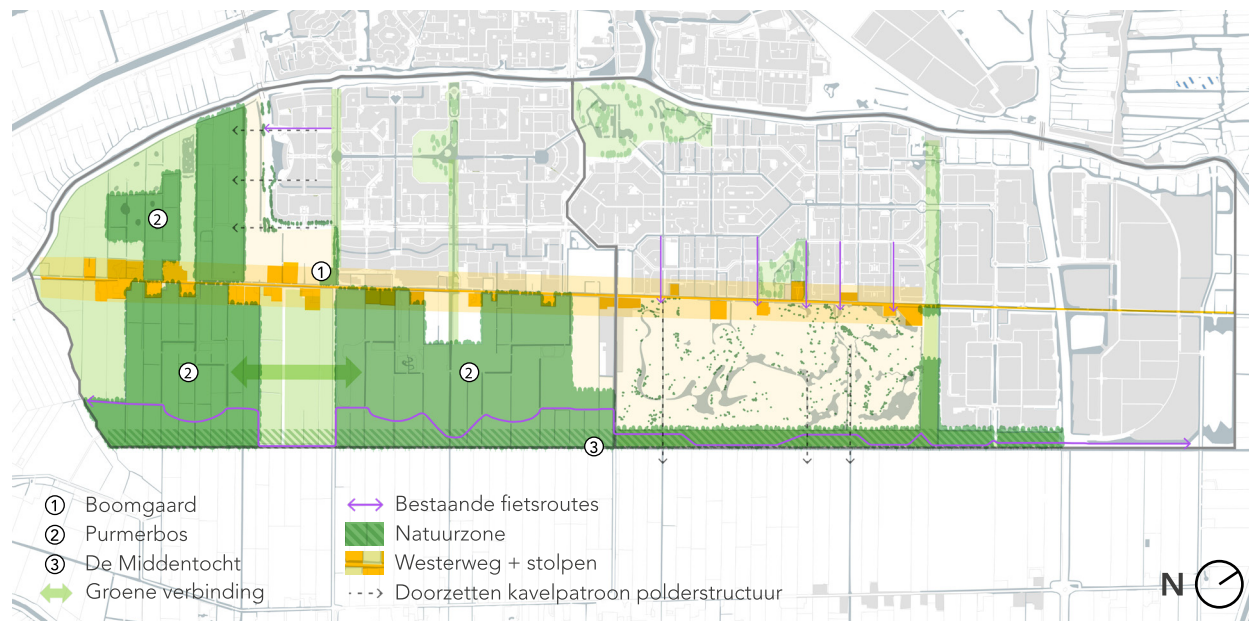 2
1
2
2
3
1 Boomgaard
2 Purmerbos
3 De Middentocht
Groene verbinding
Bestaande fietsroutes
Natuurzone
Westerweg + stolpen
Doorzetten kavelpatroon polderstructuur
N